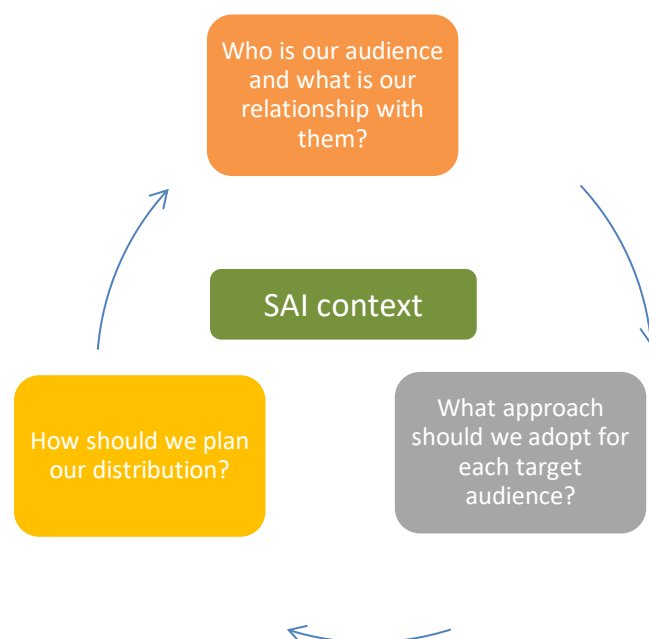 Who is our audience
and what is our
relationship with
them?
SAI context
How should we plan
our distribution?
What approach
should we adopt for
each target
audience?